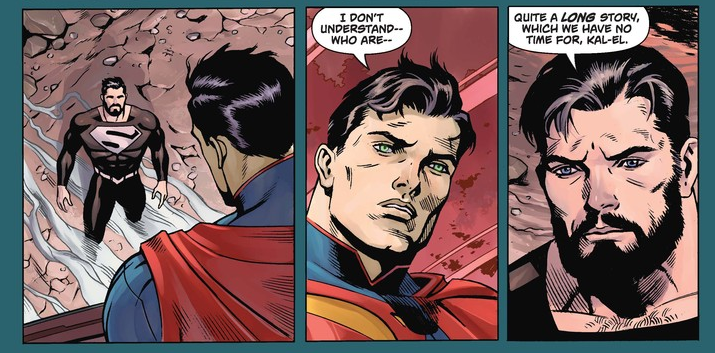 I DON'T
UNDERSTAND--
WHO ARE--
QUITE A LONG STORY,
WHICH WE HAVE NO
TIME FOR, KAL-EL.